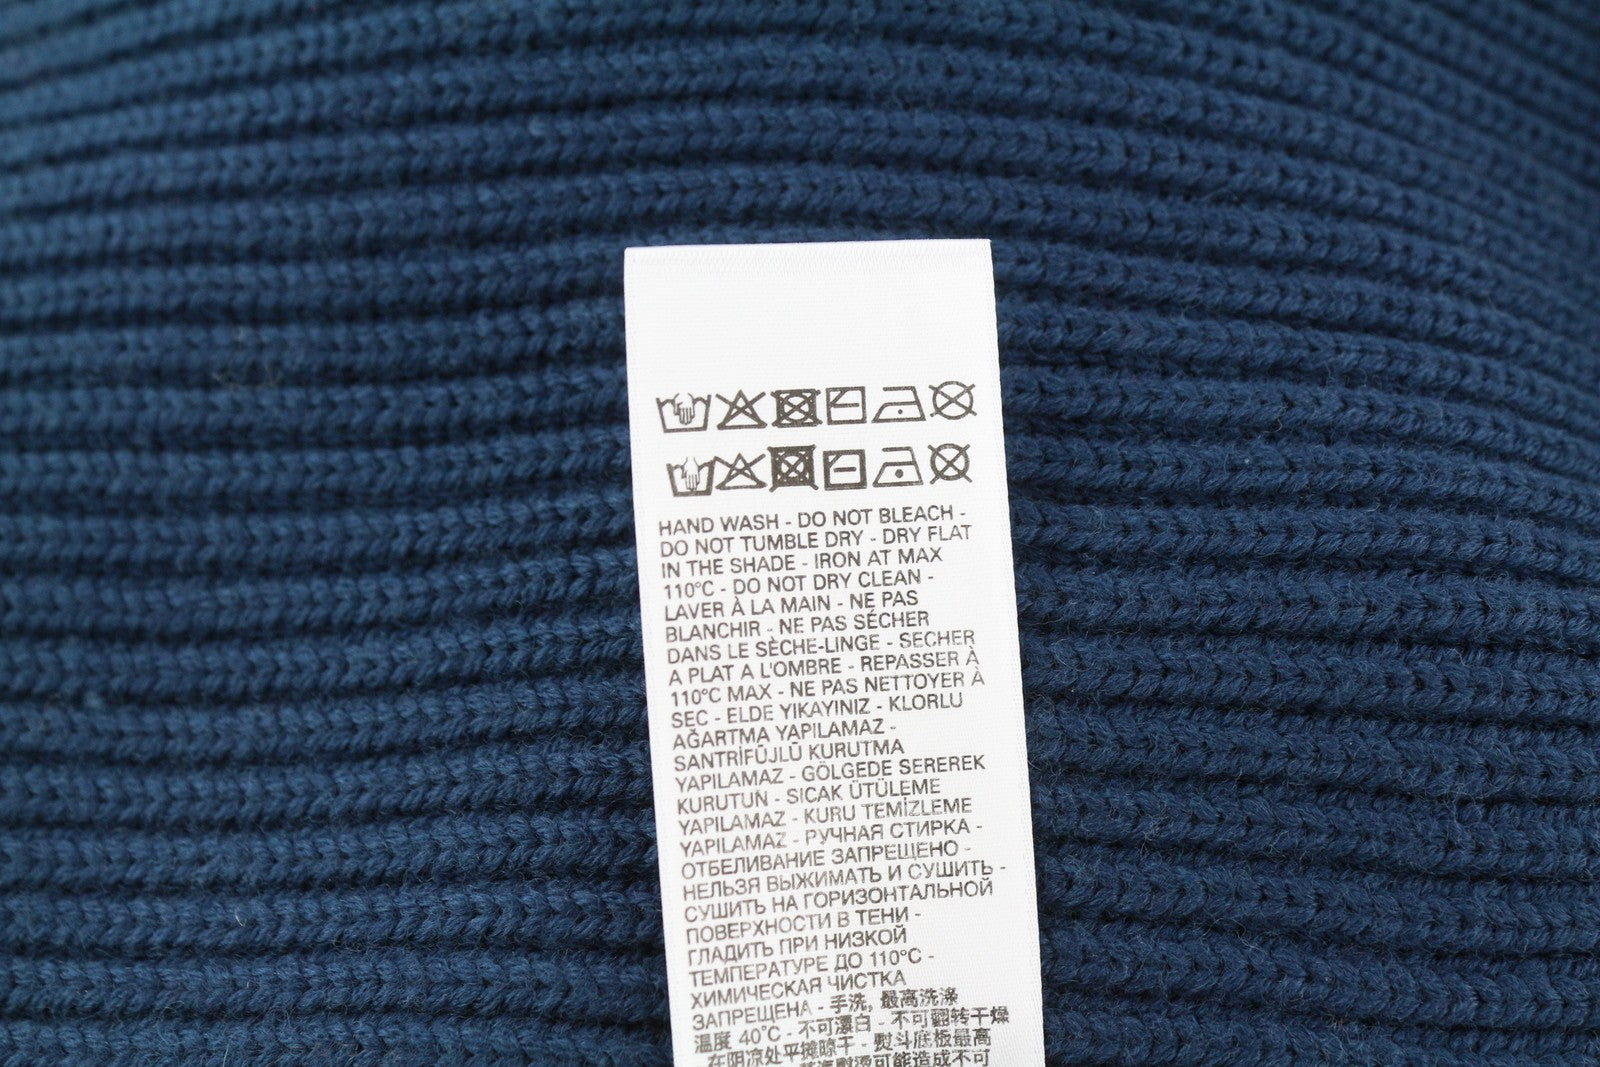 HAND WASH - DO NOT BLEACH -
DO NOT TUMBLE DRY - DRY FLAT
IN THE SHADE - IRON AT MAX
110°C - DO NOT DRY CLEAN -
LAVER À LA MAIN - NE PAS
BLANCHIR - NE PAS SÉCHER
DANS LE SÈCHE-LINGE - SECHER
A PLAT A L'OMBRE - REPASSER À
110°C MAX - NE PAS NETTOYER À
SEC - ELDE YIKAYINIZ - KLORLU
AĞARTMA YAPILAMAZ -
SANTRİFÜJLÜ KURUTMA
YAPILAMAZ - GÖLGEDE SEREREK
KURUTUN - SICAK ÜTÜLEME
YAPILAMAZ - KURU TEMİZLEME
YAPILAMAZ - РУЧНАЯ СТИРКА -
ОТБЕЛИВАНИЕ ЗАПРЕЩЕНО -
НЕЛЬЗЯ ВЫЖИМАТЬ И СУШИТЬ -
СУШИТЬ НА ГОРИЗОНТАЛЬНОЙ
ПОВЕРХНОСТИ В ТЕНИ -
ГЛАДИТЬ ПРИ НИЗКОЙ
ТЕМПЕРАТУРЕ ДО 110°C -
ХИМИЧЕСКАЯ ЧИСТКА
ЗАПРЕЩЕНА - 手洗, 最高洗涤
温度 40°C - 不可漂白 - 不可翻转干燥
- 在阴凉处平摊晾干 - 熨斗底板最高
可能造成不可